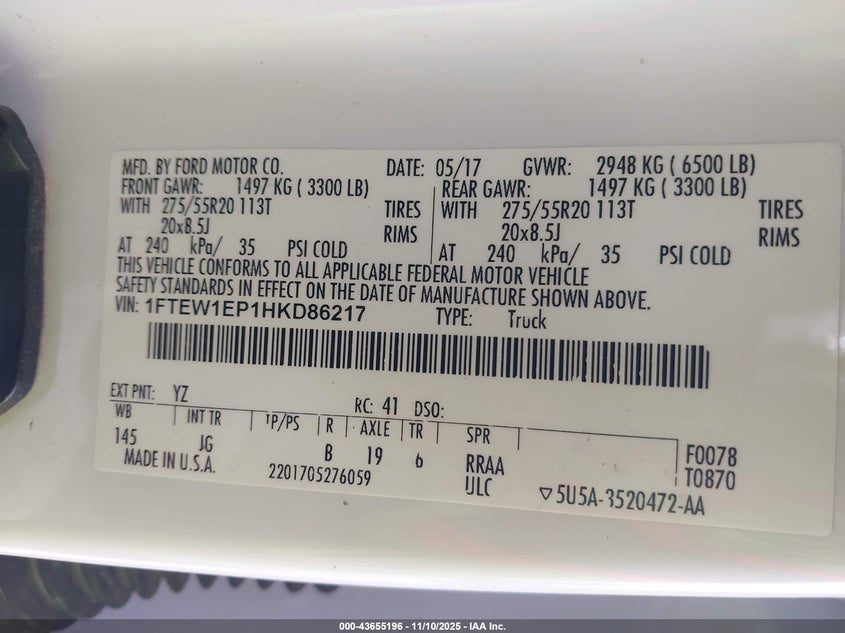 MFD. BY FORD MOTOR CO. DATE: 05/17 GVWR: 2948 KG ( 6500 LB)
FRONT GAWR: 1497 KG ( 3300 LB) REAR GAWR: 1497 KG ( 3300 LB)
WITH 275/55R20 113T TIRES WITH 275/55R20 113T TIRES
20x8.5J RIMS 20x8.5J RIMS
AT 240 kPa/ 35 PSI COLD AT 240 kPa/ 35 PSI COLD
THIS VEHICLE CONFORMS TO ALL APPLICABLE FEDERAL MOTOR VEHICLE
SAFETY STANDARDS IN EFFECT ON THE DATE OF MANUFACTURE SHOWN ABOVE.
VIN: 1FTEW1EP1HKD86217 TYPE: Truck
EXT PNT: YZ RC: 41 DSO:
WB INT TR TP/PS R AXLE TR SPR
145 JG B 19 6 RRAA F0078
MADE IN U.S.A. 2201705276059 ULC 5U5A-3520472-AA T0870
000-43655196 - 11/10/2025 - IAA Inc.